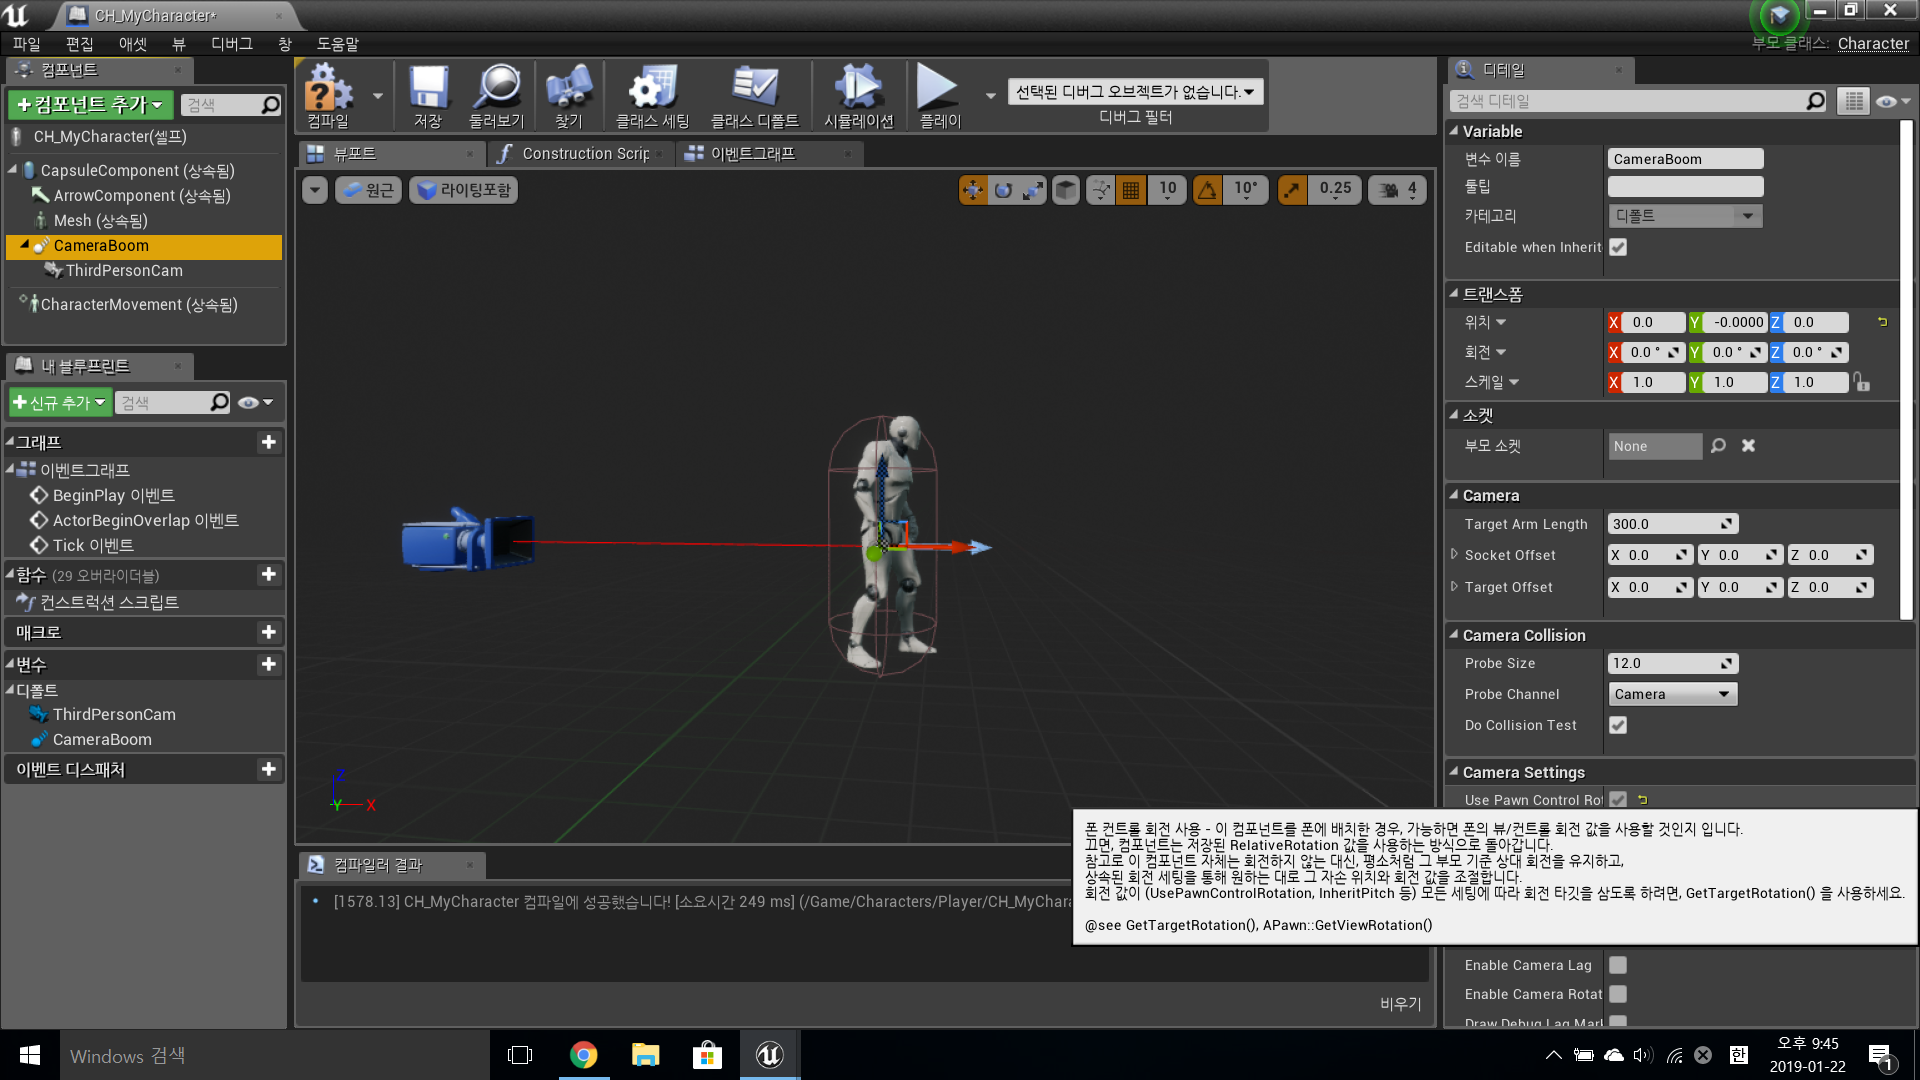 CH_MyCharacter*
파일 편집 애셋 뷰 디버그 창 도움말
부모 클래스: Character
컴포넌트
+컴포넌트 추가
검색
CH_MyCharacter(셀프)
CapsuleComponent (상속됨)
ArrowComponent (상속됨)
Mesh (상속됨)
CameraBoom
ThirdPersonCam
CharacterMovement (상속됨)
내 블루프린트
+신규 추가
검색
그래프
이벤트그래프
BeginPlay 이벤트
ActorBeginOverlap 이벤트
Tick 이벤트
함수 (29 오버라이더블)
컨스트럭션 스크립트
매크로
변수
디폴트
ThirdPersonCam
CameraBoom
이벤트 디스패처
컴파일
저장
둘러보기
찾기
클래스 세팅
클래스 디폴트
시뮬레이션
플레이
선택된 디버그 오브젝트가 없습니다.
디버그 필터
뷰포트
Construction Scrip
이벤트그래프
원근
라이팅포함
10
10°
0.25
4
Z
-Y
X
컴파일러 결과
[1578.13] CH_MyCharacter 컴파일에 성공했습니다! [소요시간 249 ms] (/Game/Characters/Player/CH_MyChara
비우기
디테일
검색 디테일
Variable
변수 이름 CameraBoom
툴팁
카테고리 디폴트
Editable when Inherit
트랜스폼
위치 X 0.0 Y -0.0000 Z 0.0
회전 X 0.0 ° Y 0.0 ° Z 0.0 °
스케일 X 1.0 Y 1.0 Z 1.0
소켓
부모 소켓 None
Camera
Target Arm Length 300.0
Socket Offset X 0.0 Y 0.0 Z 0.0
Target Offset X 0.0 Y 0.0 Z 0.0
Camera Collision
Probe Size 12.0
Probe Channel Camera
Do Collision Test
Camera Settings
Use Pawn Control Rot
폰 컨트롤 회전 사용 - 이 컴포넌트를 폰에 배치한 경우, 가능하면 폰의 뷰/컨트롤 회전 값을 사용할 것인지 입니다.
끄면, 컴포넌트는 저장된 RelativeRotation 값을 사용하는 방식으로 돌아갑니다.
참고로 이 컴포넌트 자체는 회전하지 않는 대신, 평소처럼 그 부모 기준 상대 회전을 유지하고,
상속된 회전 세팅을 통해 원하는 대로 그 자손 위치와 회전 값을 조절합니다.
회전 값이 (UsePawnControlRotation, InheritPitch 등) 모든 세팅에 따라 회전 타깃을 삼도록 하려면, GetTargetRotation() 을 사용하세요.
@see GetTargetRotation(), APawn::GetViewRotation()
Enable Camera Lag
Enable Camera Rotat
Draw Debug Lag Mark
Windows 검색
한
오후 9:45
2019-01-22
1